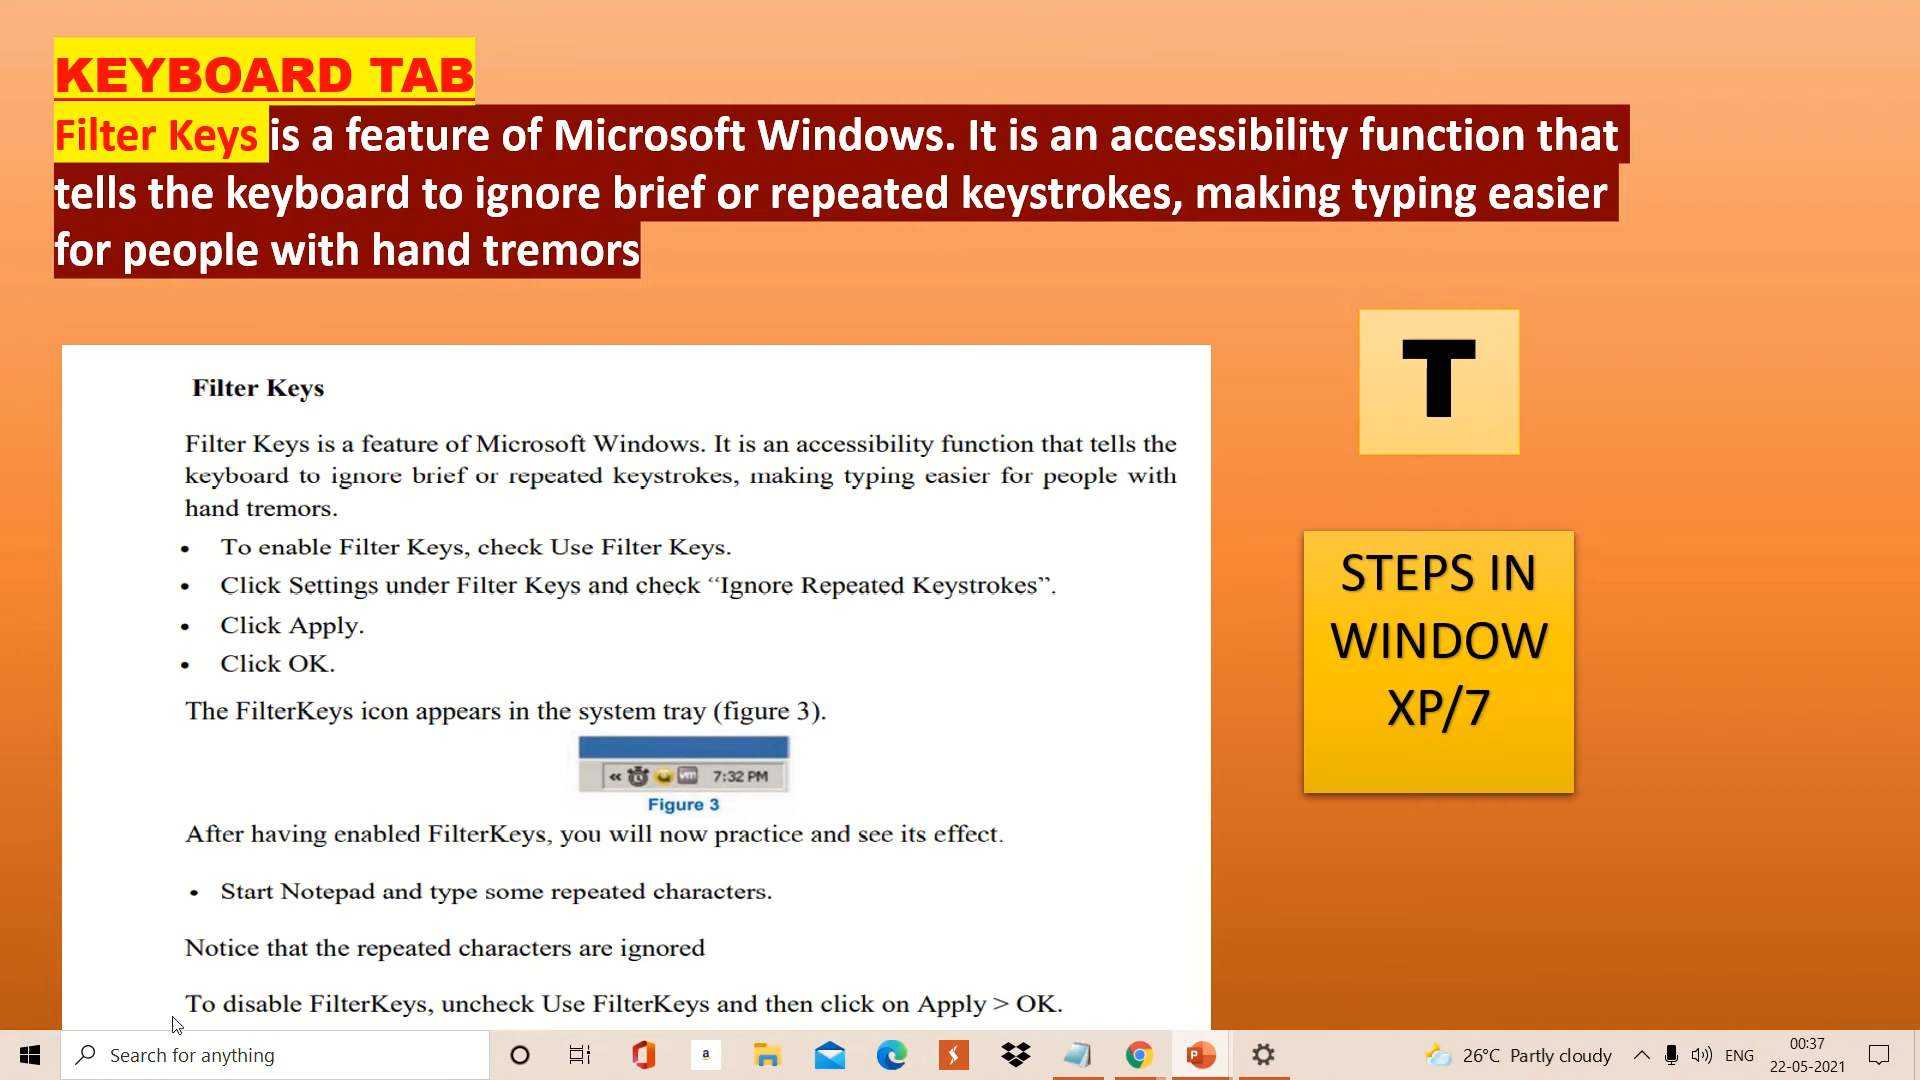 KEYBOARD TAB
Filter Keys is a feature of Microsoft Windows. It is an accessibility function that
tells the keyboard to ignore brief or repeated keystrokes, making typing easier
for people with hand tremors
T
Filter Keys
Filter Keys is a feature of Microsoft Windows. It is an accessibility function that tells the
keyboard to ignore brief or repeated keystrokes, making typing easier for people with
hand tremors.
• To enable Filter Keys, check Use Filter Keys.
• Click Settings under Filter Keys and check “Ignore Repeated Keystrokes”.
• Click Apply.
• Click OK.
The FilterKeys icon appears in the system tray (figure 3).
« vm 7:32 PM
Figure 3
After having enabled FilterKeys, you will now practice and see its effect.
• Start Notepad and type some repeated characters.
Notice that the repeated characters are ignored
To disable FilterKeys, uncheck Use FilterKeys and then click on Apply > OK.
STEPS IN
WINDOW
XP/7
Search for anything
a
26°C Partly cloudy
ENG
00:37
22-05-2021